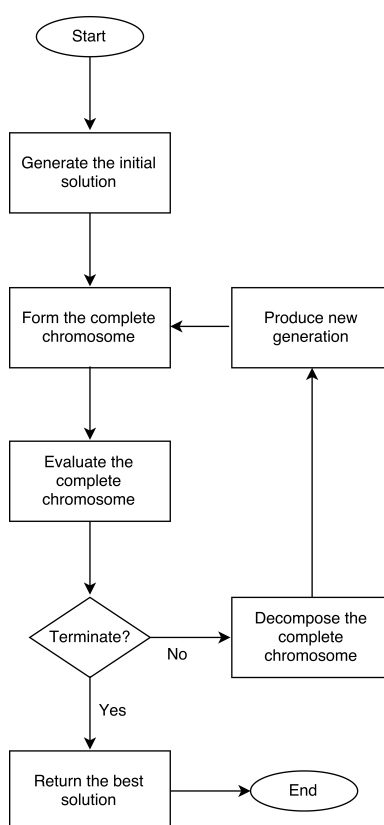 Start
Generate the initial
solution
Form the complete
chromosome
Produce new
generation
Evaluate the
complete
chromosome
Terminate?
No
Decompose the
complete
chromosome
Yes
Return the best
solution
End